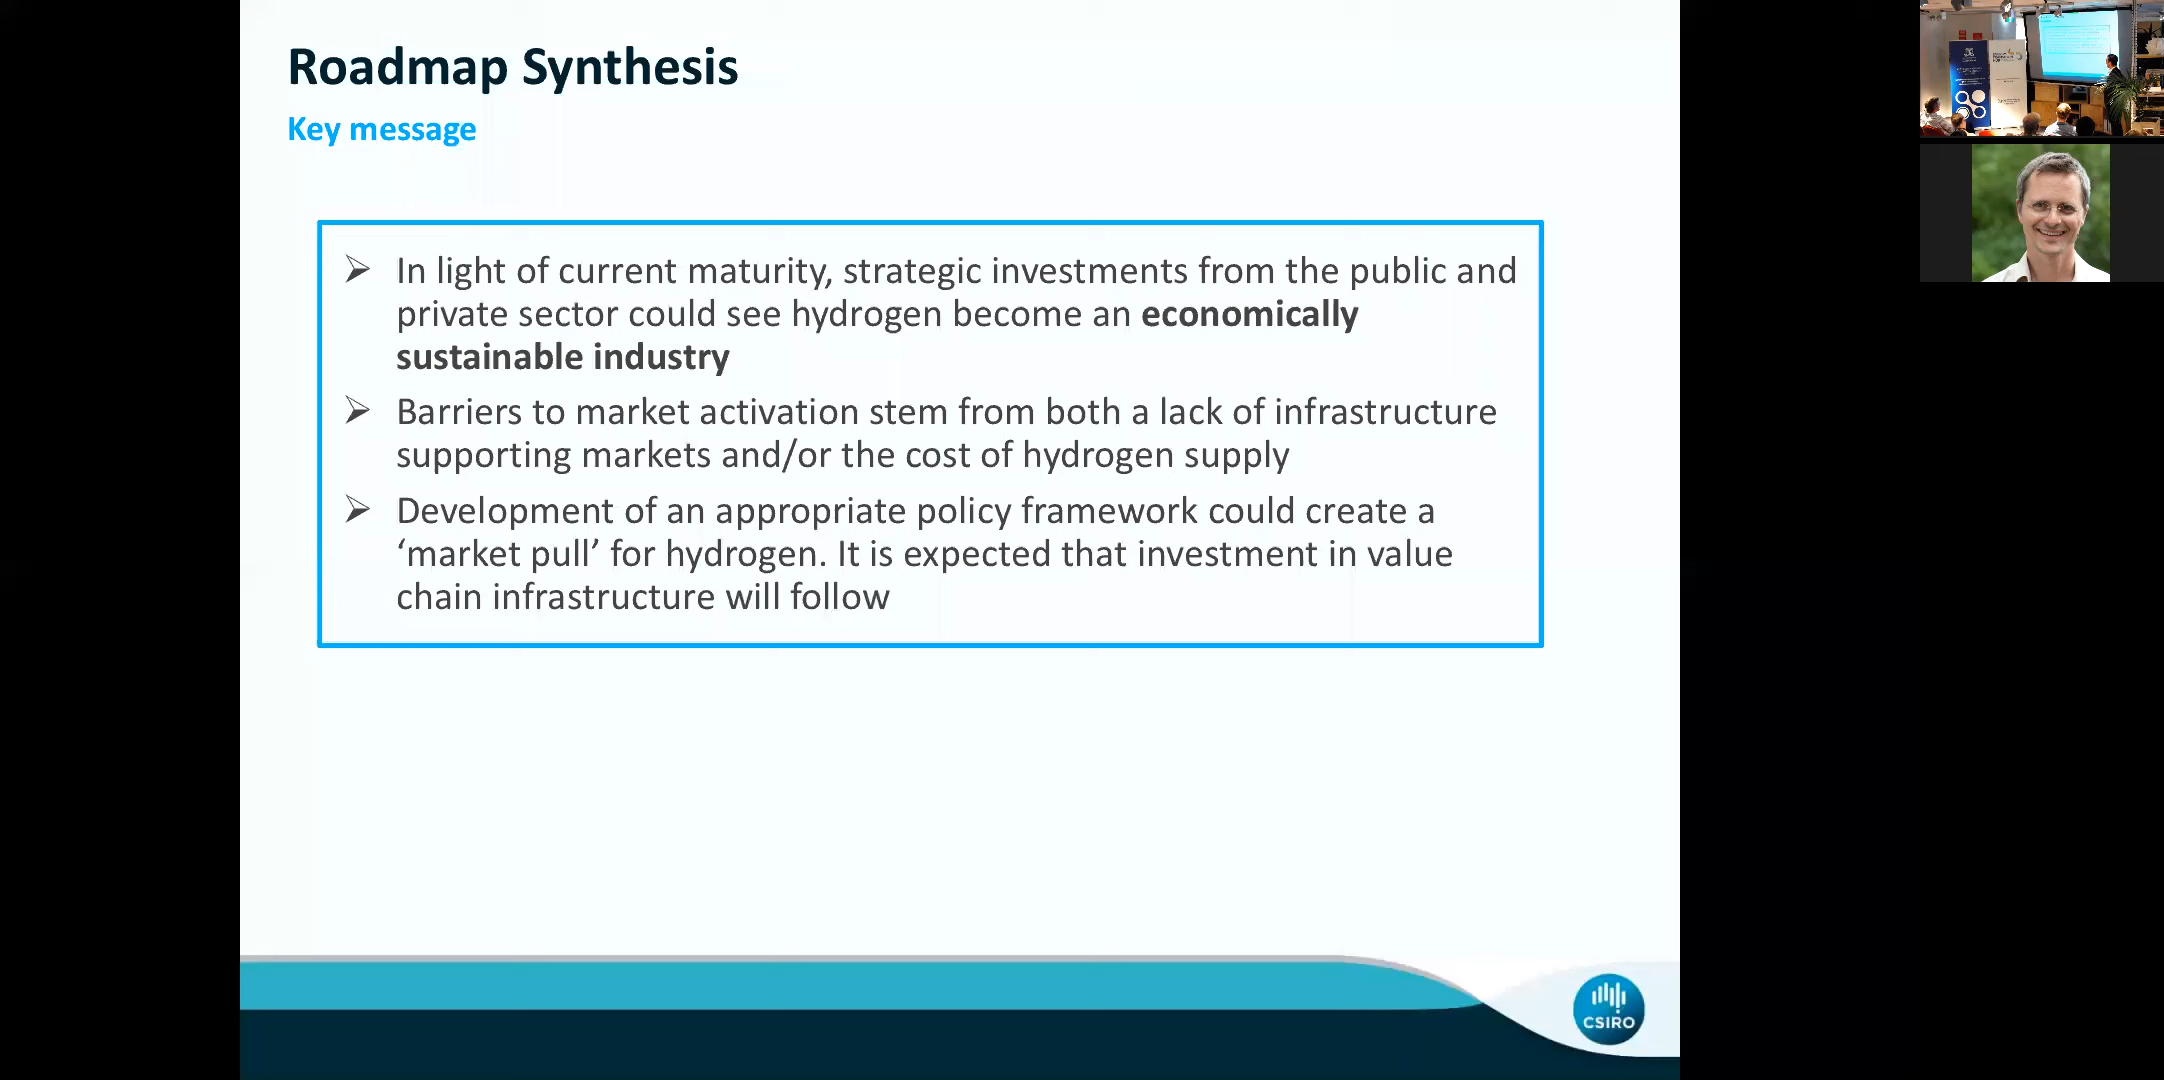 Roadmap Synthesis
Key message
➢ In light of current maturity, strategic investments from the public and
private sector could see hydrogen become an economically
sustainable industry
➢ Barriers to market activation stem from both a lack of infrastructure
supporting markets and/or the cost of hydrogen supply
➢ Development of an appropriate policy framework could create a
‘market pull’ for hydrogen. It is expected that investment in value
chain infrastructure will follow
CSIRO